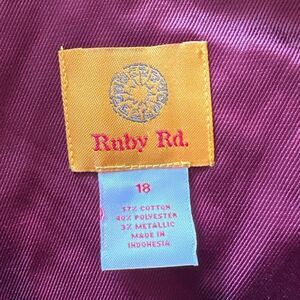 Ruby Rd.
18
57% COTTON
40% POLYESTER
3% METALLIC
MADE IN
INDONESIA